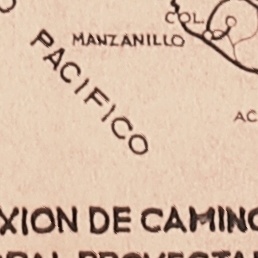 COL.
MANZANILLO
PACIFICO
AC
XION DE CAMINO